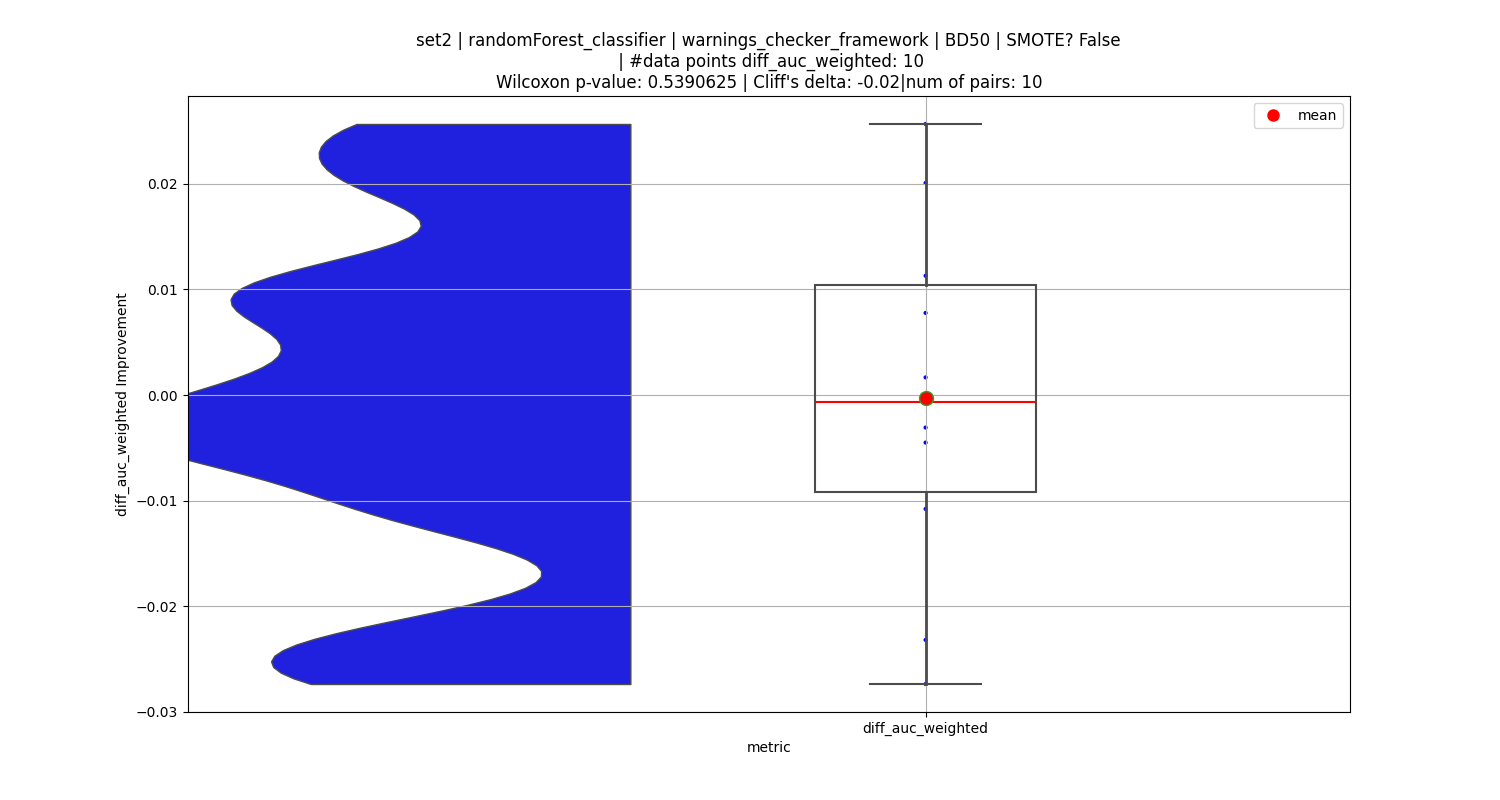 set2 | randomForest_classifier | warnings_checker_framework | BD50 | SMOTE? False
| #data points diff_auc_weighted: 10
Wilcoxon p-value: 0.5390625 | Cliff's delta: -0.02|num of pairs: 10
mean
0.02
0.01
0.00
−0.01
−0.02
−0.03
diff_auc_weighted Improvement
diff_auc_weighted
metric